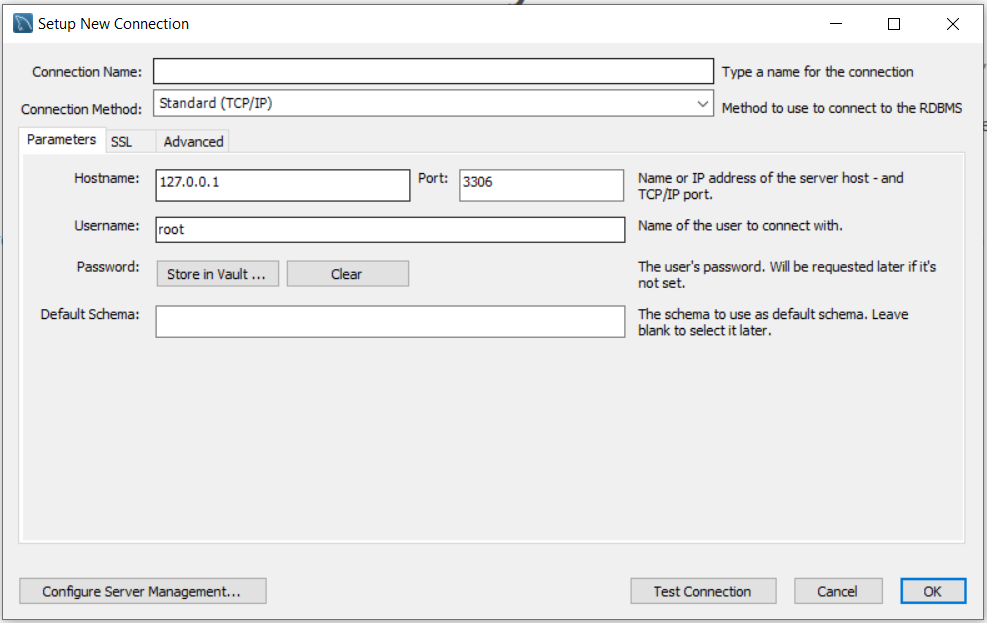 Setup New Connection
Connection Name:
Type a name for the connection
Connection Method:
Standard (TCP/IP)
Method to use to connect to the RDBMS
Parameters
SSL
Advanced
Hostname:
127.0.0.1
Port:
3306
Name or IP address of the server host - and
TCP/IP port.
Username:
root
Name of the user to connect with.
Password:
Store in Vault ...
Clear
The user's password. Will be requested later if it's
not set.
Default Schema:
The schema to use as default schema. Leave
blank to select it later.
Configure Server Management...
Test Connection
Cancel
OK